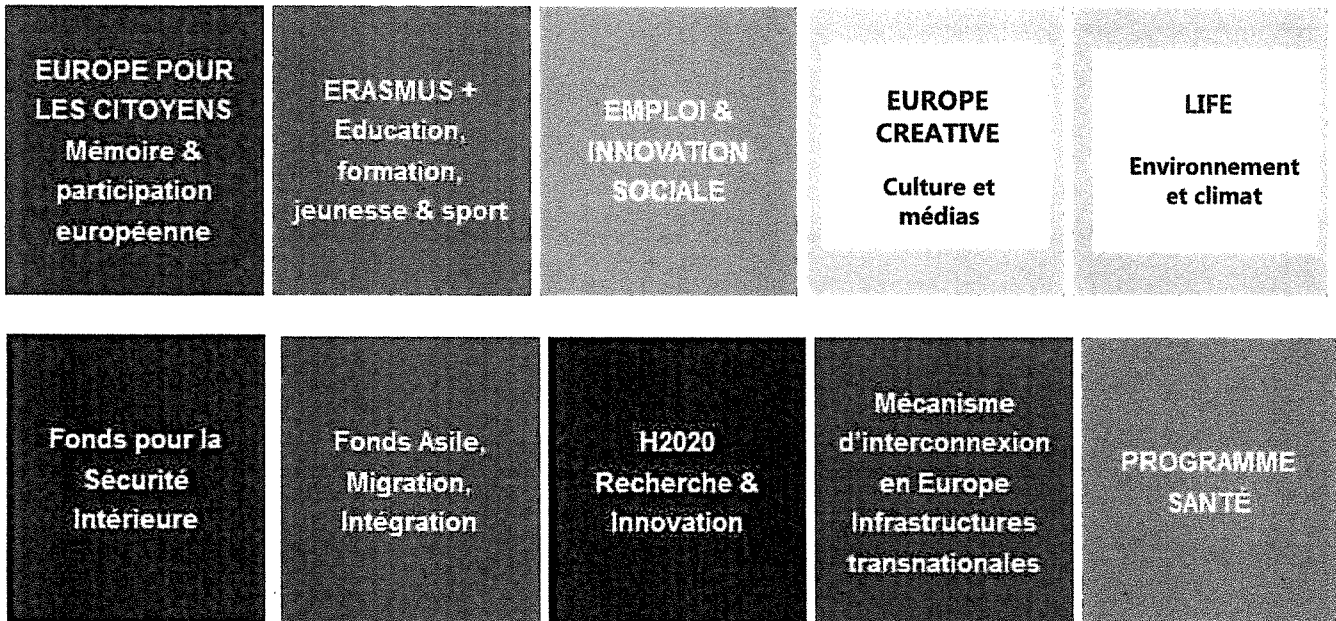 EUROPE POUR
LES CITOYENS
Mémoire &
participation
européenne
ERASMUS +
Education,
formation,
jeunesse & sport
EMPLOI &
INNOVATION
SOCIALE
EUROPE
CREATIVE
Culture et
médias
LIFE
Environnement
et climat
Fonds pour la
Sécurité
Intérieure
Fonds Asile,
Migration,
Intégration
H2020
Recherche &
Innovation
Mécanisme
d'interconnexion
en Europe
Infrastructures
transnationales
PROGRAMME
SANTÉ